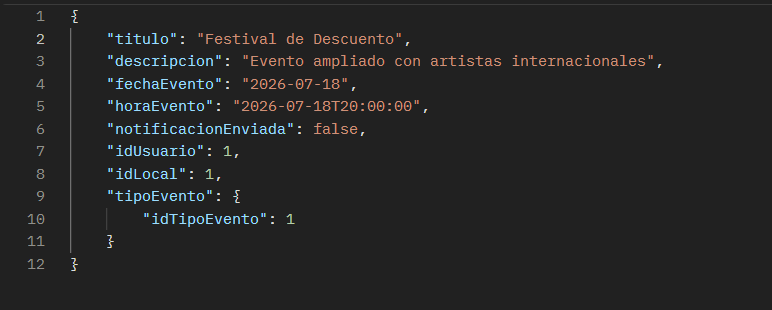 1 {
2     "titulo": "Festival de Descuento",
3     "descripcion": "Evento ampliado con artistas internacionales",
4     "fechaEvento": "2026-07-18",
5     "horaEvento": "2026-07-18T20:00:00",
6     "notificacionEnviada": false,
7     "idUsuario": 1,
8     "idLocal": 1,
9     "tipoEvento": {
10         "idTipoEvento": 1
11     }
12 }